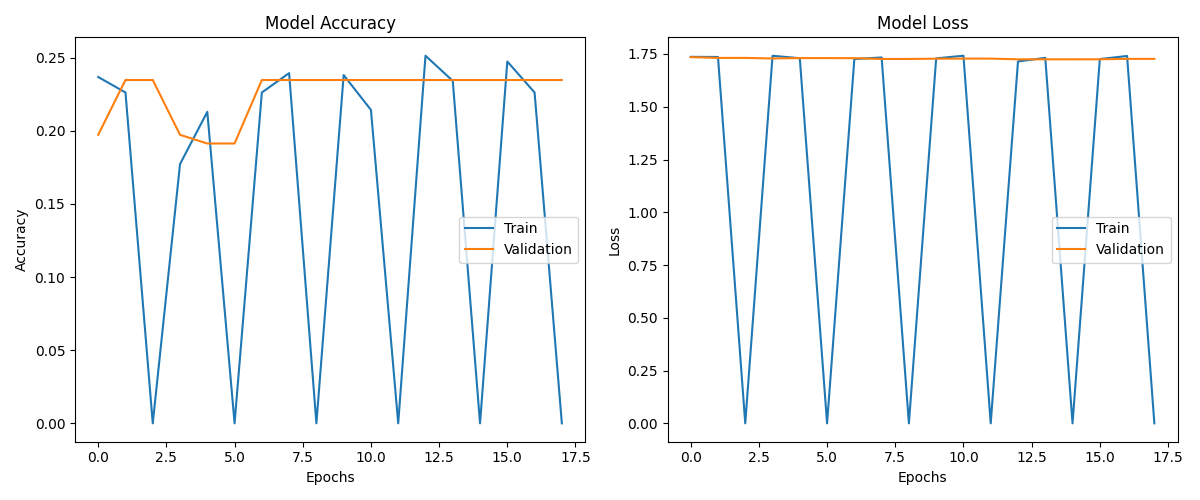 Model Accuracy
Accuracy
0.25
0.20
0.15
0.10
0.05
0.00
0.0 2.5 5.0 7.5 10.0 12.5 15.0 17.5
Epochs
Train
Validation
Model Loss
Loss
1.75
1.50
1.25
1.00
0.75
0.50
0.25
0.00
0.0 2.5 5.0 7.5 10.0 12.5 15.0 17.5
Epochs
Train
Validation